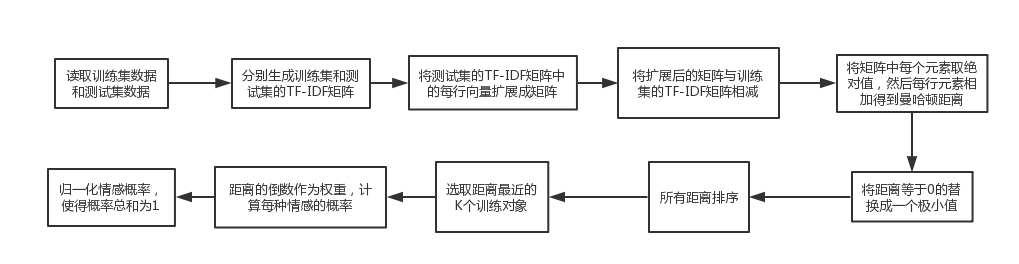 读取训练集数据
和测试集数据
分别生成训练集和测
试集的TF-IDF矩阵
将测试集的TF-IDF矩阵中
的每行向量扩展成矩阵
将扩展后的矩阵与训练
集的TF-IDF矩阵相减
将矩阵中每个元素取绝
对值，然后每行元素相
加得到曼哈顿距离
将距离等于0的替
换成一个极小值
所有距离排序
选取距离最近的
K个训练对象
距离的倒数作为权重，计
算每种情感的概率
归一化情感概率，
使得概率总和为1